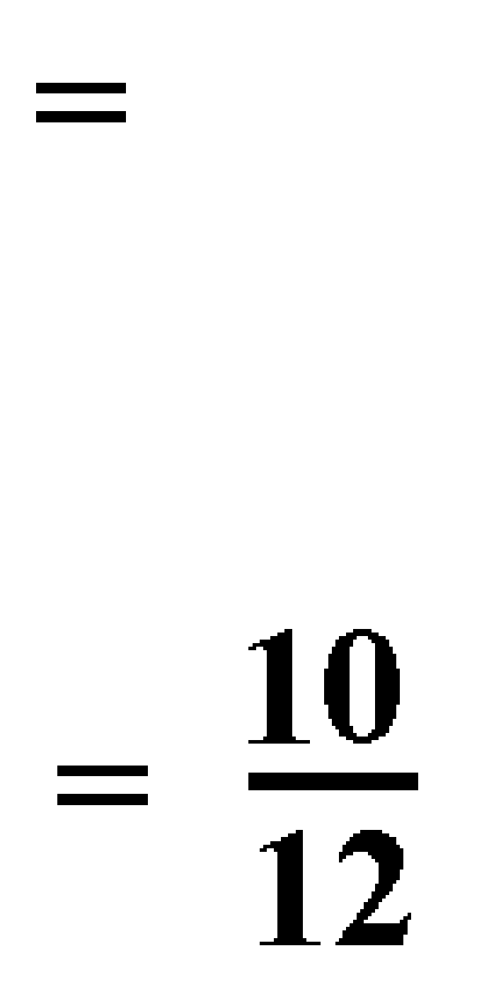 =
10
=
12